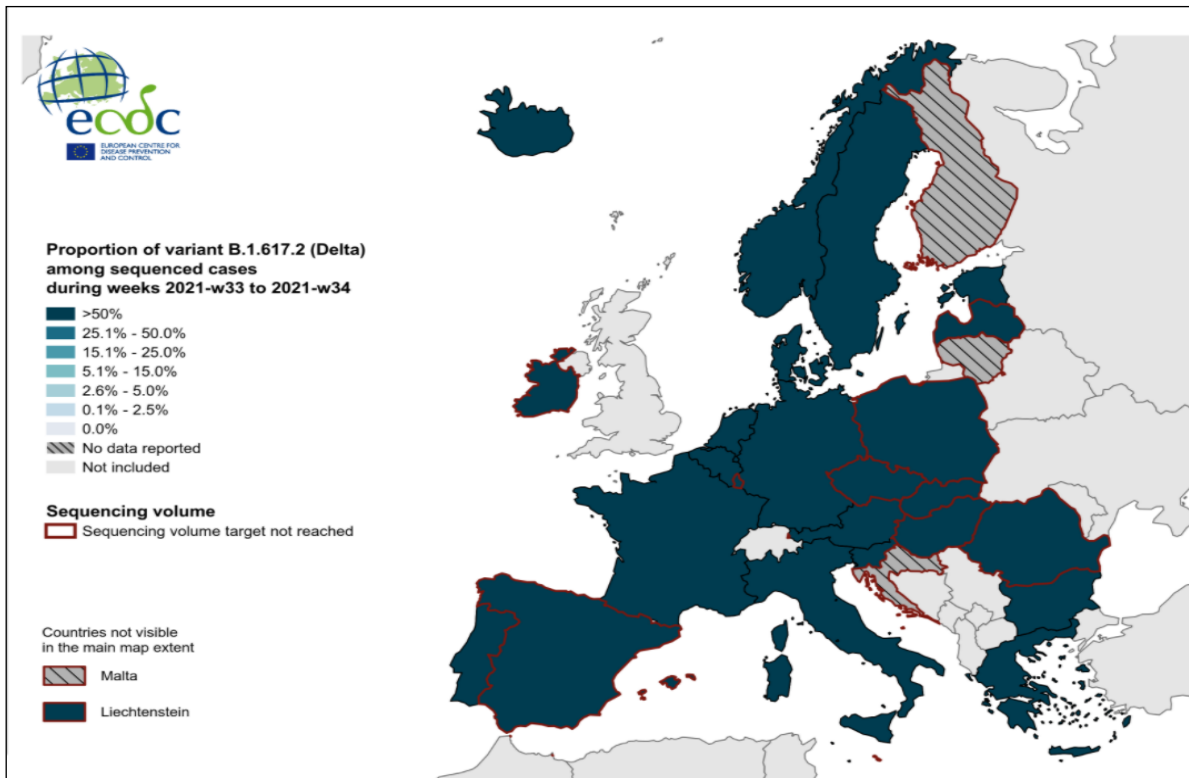 ecdc
EUROPEAN CENTRE FOR
DISEASE PREVENTION
AND CONTROL
Proportion of variant B.1.617.2 (Delta)
among sequenced cases
during weeks 2021-w33 to 2021-w34
>50%
25.1% - 50.0%
15.1% - 25.0%
5.1% - 15.0%
2.6% - 5.0%
0.1% - 2.5%
0.0%
No data reported
Not included
Sequencing volume
Sequencing volume target not reached
Countries not visible
in the main map extent
Malta
Liechtenstein